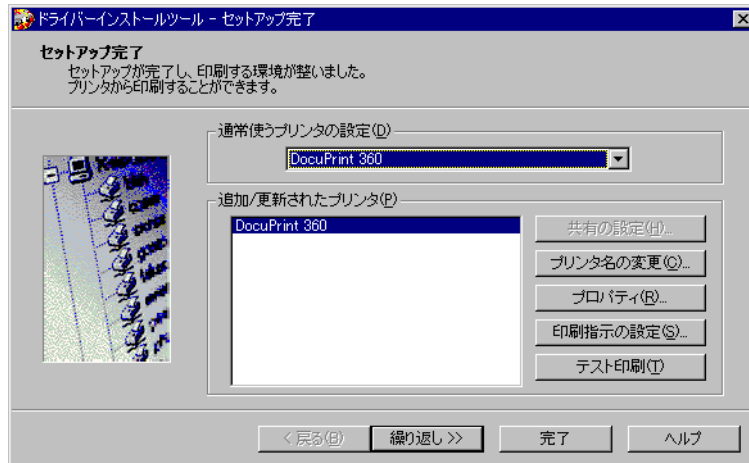 ドライバーインストールツール - セットアップ完了
セットアップ完了
セットアップが完了し、印刷する環境が整いました。
プリンタから印刷することができます。
通常使うプリンタの設定(D)
DocuPrint 360
追加/更新されたプリンタ(P)
DocuPrint 360
共有の設定(H)...
プリンタ名の変更(C)...
プロパティ(R)...
印刷指示の設定(S)...
テスト印刷(T)
< 戻る(B)
繰り返し >>
完了
ヘルプ